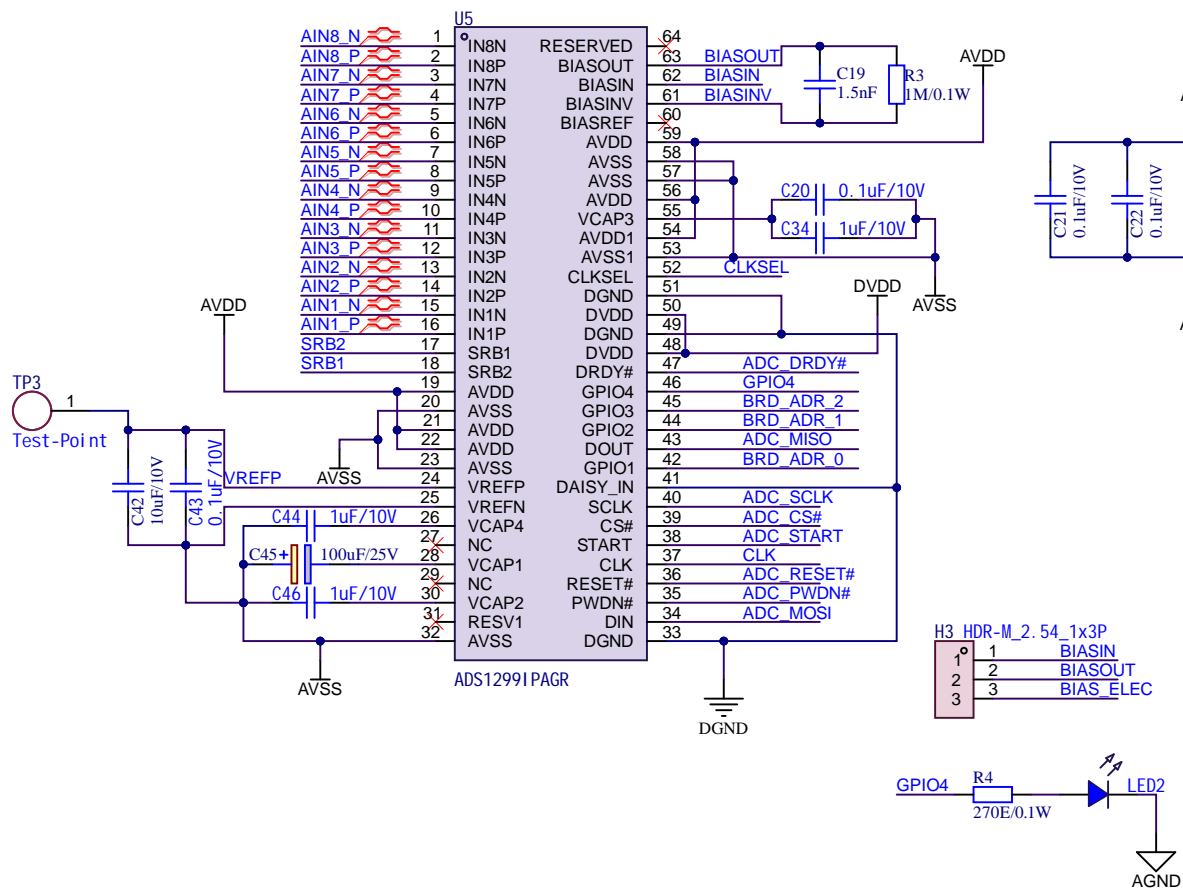 U5
AIN8_N 1 IN8N RESERVED 64
AIN8_P 2 IN8P BIASOUT 63 BIASOUT
AIN7_N 3 IN7N BIASIN 62 BIASIN
AIN7_P 4 IN7P BIASINV 61 BIASINV
AIN6_N 5 IN6N BIASREF 60
AIN6_P 6 IN6P AVDD 59
AIN5_N 7 IN5N AVSS 58
AIN5_P 8 IN5P AVSS 57
AIN4_N 9 IN4N AVDD 56
AIN4_P 10 IN4P VCAP3 55
AIN3_N 11 IN3N AVDD1 54
AIN3_P 12 IN3P AVSS1 53
AIN2_N 13 IN2N CLKSEL 52 CLKSEL
AIN2_P 14 IN2P DGND 51
AIN1_N 15 IN1N DVDD 50
AIN1_P 16 IN1P DGND 49
SRB2 17 SRB1 DVDD 48
SRB1 18 SRB2 DRDY# 47 ADC_DRDY#
19 AVDD GPIO4 46 GPIO4
20 AVSS GPIO3 45 BRD_ADR_2
21 AVDD GPIO2 44 BRD_ADR_1
22 AVDD DOUT 43 ADC_MISO
23 AVSS GPIO1 42 BRD_ADR_0
VREFP 24 VREFP DAISY_IN 41
25 VREFN SCLK 40 ADC_SCLK
26 VCAP4 CS# 39 ADC_CS#
27 NC START 38 ADC_START
28 VCAP1 CLK 37 CLK
29 NC RESET# 36 ADC_RESET#
30 VCAP2 PWDN# 35 ADC_PWDN#
31 RESV1 DIN 34 ADC_MOSI
32 AVSS DGND 33
ADS1299IPAGR
C19
1.5nF
R3
1M/0.1W
AVDD
C20 0.1uF/10V
C34 1uF/10V
AVSS
DVDD
C21
0.1uF/10V
C22
0.1uF/10V
AVDD
TP3
1
Test-Point
AVSS
C42
10uF/10V
C43
0.1uF/10V
C44 1uF/10V
C45+ 100uF/25V
C46 1uF/10V
AVSS
DGND
H3 HDR-M_2.54_1x3P
1 1 BIASIN
2 2 BIASOUT
3 3 BIAS_ELEC
GPIO4
R4
270E/0.1W
LED2
AGND